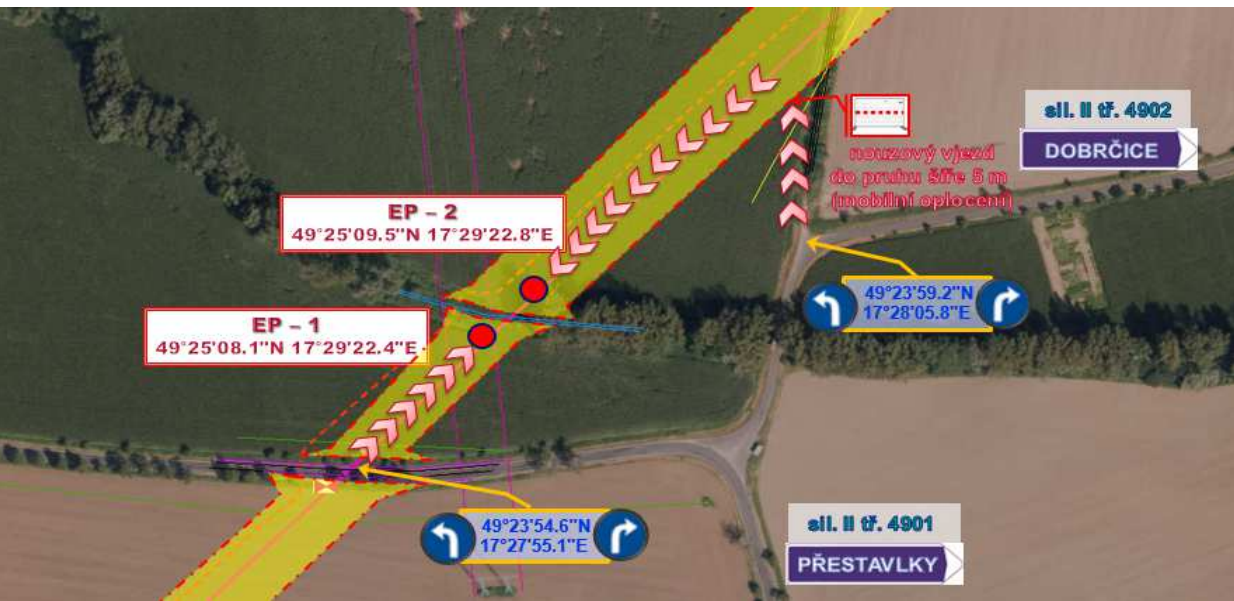 sil. II tř. 4902
DOBRČICE
nouzový vjezd
do pruhu šíře 5 m
(mobilní oplocení)
EP – 2
49°25'09.5"N 17°29'22.8"E
49°23'59.2"N
17°28'05.8"E
EP – 1
49°25'08.1"N 17°29'22.4"E
49°23'54.6"N
17°27'55.1"E
sil. II tř. 4901
PŘESTAVLKY